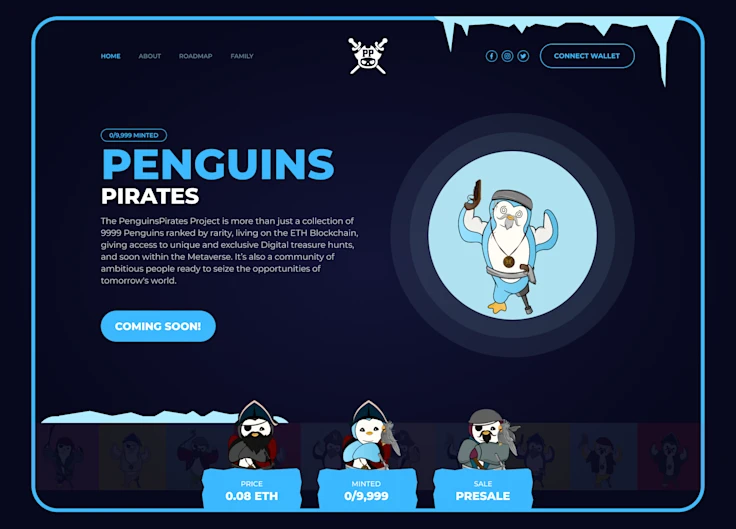 HOME ABOUT ROADMAP FAMILY
PP
CONNECT WALLET
0/9,999 MINTED
PENGUINS
PIRATES
The PenguinsPirates Project is more than just a collection of
9999 Penguins ranked by rarity, living on the ETH Blockchain,
giving access to unique and exclusive Digital treasure hunts,
and soon within the Metaverse. It's also a community of
ambitious people ready to seize the opportunities of
tomorrow's world.
COMING SOON!
PRICE
0.08 ETH
MINTED
0/9,999
SALE
PRESALE